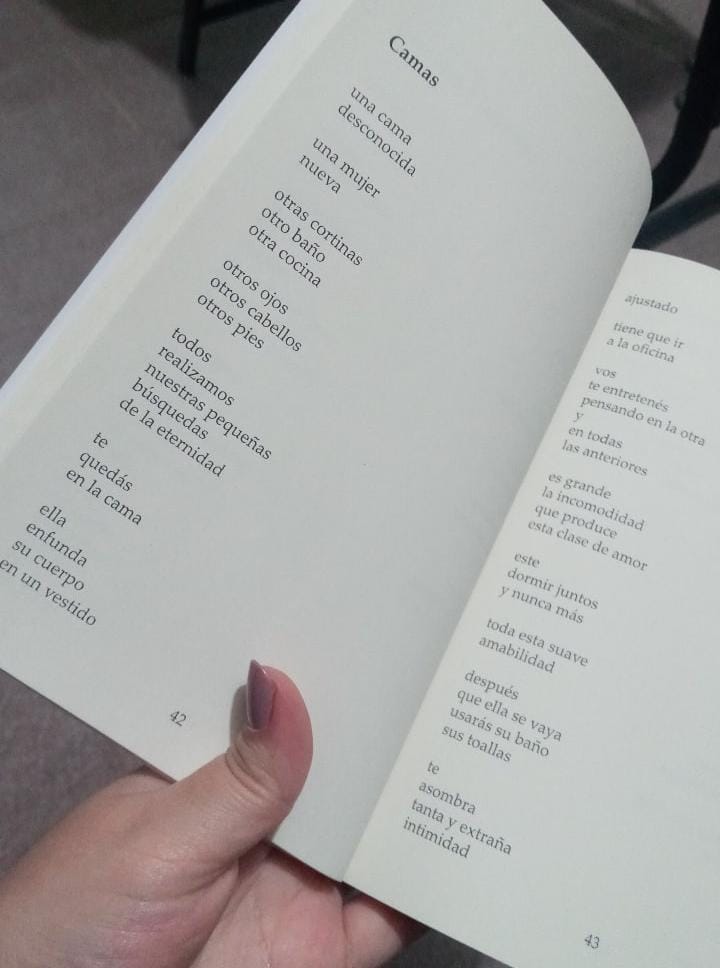 Camas
una cama
desconocida
una mujer
nueva
otras cortinas
otro baño
otra cocina
otros ojos
otros cabellos
otros pies
todos
realizamos
nuestras pequeñas
búsquedas
de la eternidad
te
quedás
en la cama
ella
enfunda
su cuerpo
en un vestido
42
ajustado
tiene que ir
a la oficina
vos
te entretenés
pensando en la otra
y
en todas
las anteriores
es grande
la incomodidad
que produce
esta clase de amor
este
dormir juntos
y nunca más
toda esta suave
amabilidad
después
que ella se vaya
usarás su baño
sus toallas
te
asombra
tanta y extraña
intimidad
43